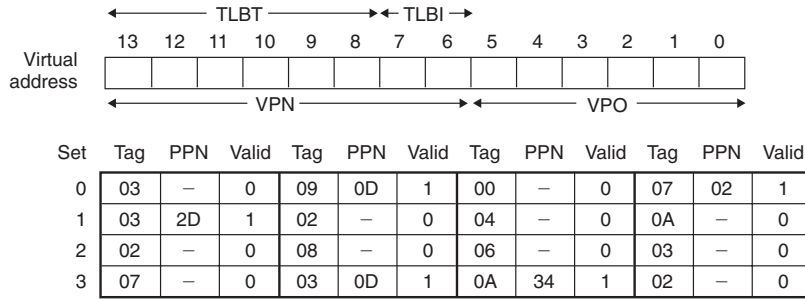 TLBT TLBI
13 12 11 10 9 8 7 6 5 4 3 2 1 0
Virtual
address
VPN VPO
Set Tag PPN Valid Tag PPN Valid Tag PPN Valid Tag PPN Valid
0 03 – 0 09 0D 1 00 – 0 07 02 1
1 03 2D 1 02 – 0 04 – 0 0A – 0
2 02 – 0 08 – 0 06 – 0 03 – 0
3 07 – 0 03 0D 1 0A 34 1 02 – 0